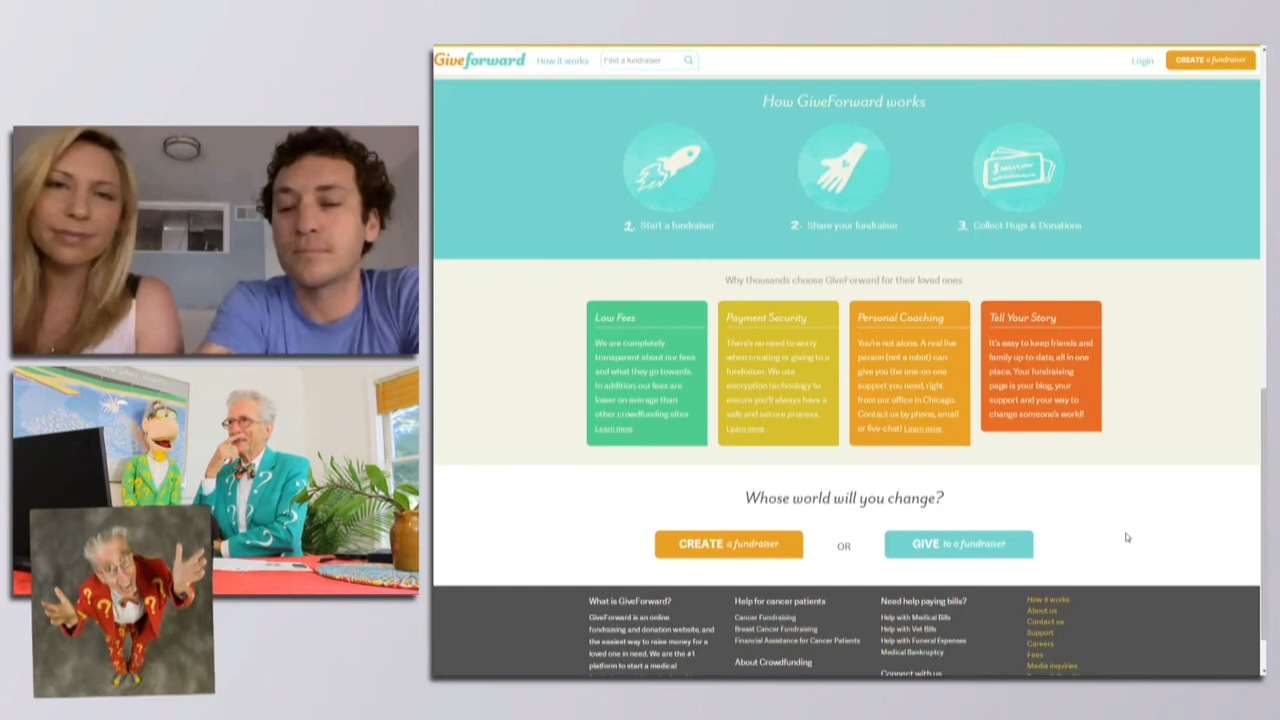 Giveforward
How it works
Find a fundraiser
Login
CREATE a fundraiser
How GiveForward works
1. Start a fundraiser
2. Share your fundraiser
3. Collect Hugs & Donations
Why thousands choose GiveForward for their loved ones
Low Fees
We are completely
transparent about our fees
and what they go towards.
In addition, our fees are
lower on average than
other crowdfunding sites
Learn more
Payment Security
There's no need to worry
when creating or giving to a
fundraiser. We use
encryption technology to
ensure you'll always have a
safe and secure process.
Learn more
Personal Coaching
You're not alone. A real live
person (not a robot) can
give you the one-on-one
support you need, right
from our office in Chicago.
Contact us by phone, email
or live-chat! Learn more
Tell Your Story
It's easy to keep friends and
family up-to-date, all in one
place. Your fundraising
page is your blog, your
support and your way to
change someone's world!
Whose world will you change?
CREATE a fundraiser
OR
GIVE to a fundraiser
What is GiveForward?
GiveForward is an online
fundraising and donation website, and
the easiest way to raise money for a
loved one in need. We are the #1
platform to start a medical
Help for cancer patients
Cancer Fundraising
Breast Cancer Fundraising
Financial Assistance for Cancer Patients
About Crowdfunding
Need help paying bills?
Help with Medical Bills
Help with Vet Bills
Help with Funeral Expenses
Medical Bankruptcy
Connect with us
How it works
About us
Contact us
Support
Careers
Fees
Media inquiries